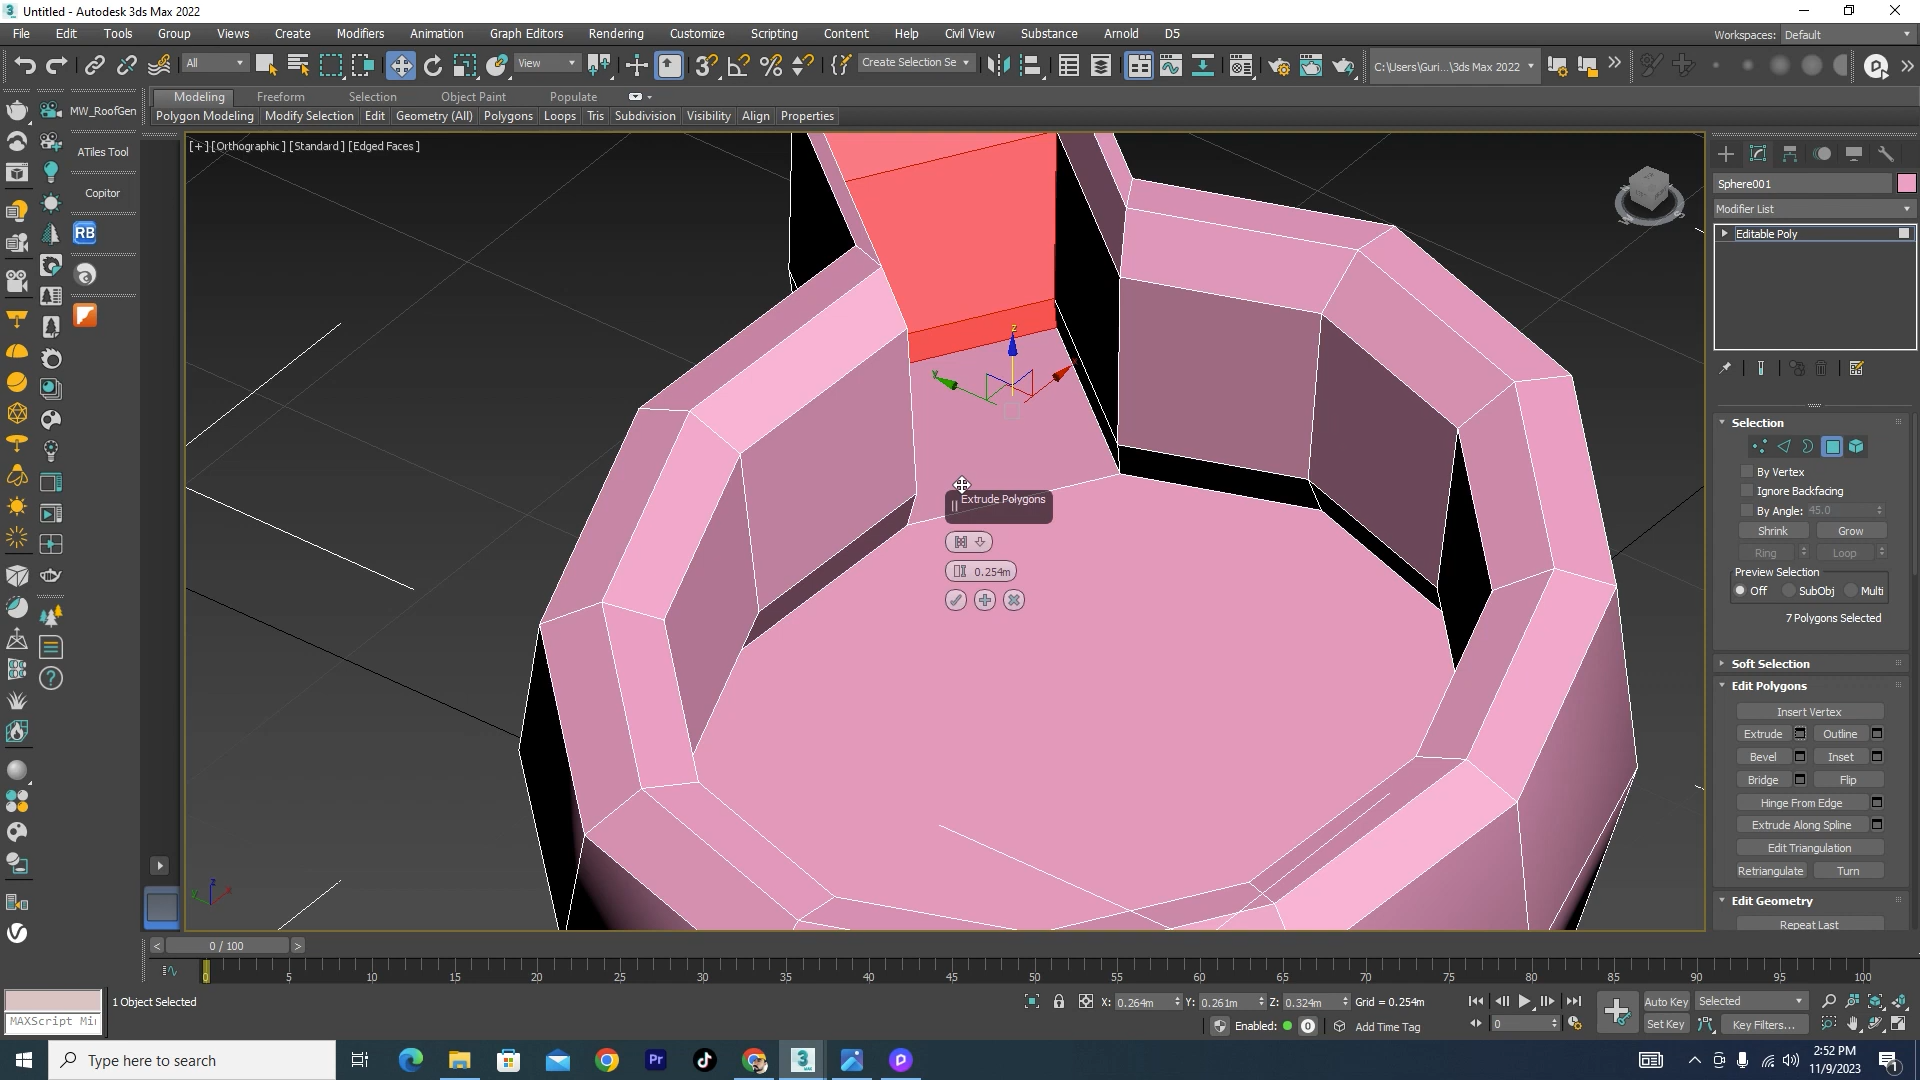 Untitled - Autodesk 3ds Max 2022
File Edit Tools Group Views Create Modifiers Animation Graph Editors Rendering Customize Scripting Content Help Civil View Substance Arnold D5
Workspaces: Default
All View Create Selection Se C:\Users\Guri...\3ds Max 2022
Modeling Freeform Selection Object Paint Populate
Polygon Modeling Modify Selection Edit Geometry (All) Polygons Loops Tris Subdivision Visibility Align Properties
MW_RoofGen
ATiles Tool
Copitor
RB
[+] [Orthographic] [Standard] [Edged Faces]
Extrude Polygons
0.254m
Sphere001
Modifier List
Editable Poly
Selection
By Vertex
Ignore Backfacing
By Angle: 45.0
Shrink Grow
Ring Loop
Preview Selection
Off SubObj Multi
7 Polygons Selected
Soft Selection
Edit Polygons
Insert Vertex
Extrude Outline
Bevel Inset
Bridge Flip
Hinge From Edge
Extrude Along Spline
Edit Triangulation
Retriangulate Turn
Edit Geometry
Repeat Last
< 0 / 100 >
0 5 10 15 20 25 30 35 40 45 50 55 60 65 70 75 80 85 90 95 100
1 Object Selected
MAXScript Mi
X: 0.264m Y: 0.261m Z: 0.324m Grid = 0.254m
Enabled: 0 Add Time Tag
0
Auto Key Selected
Set Key Key Filters...
Type here to search
Pr
3
2:52 PM
11/9/2023
1